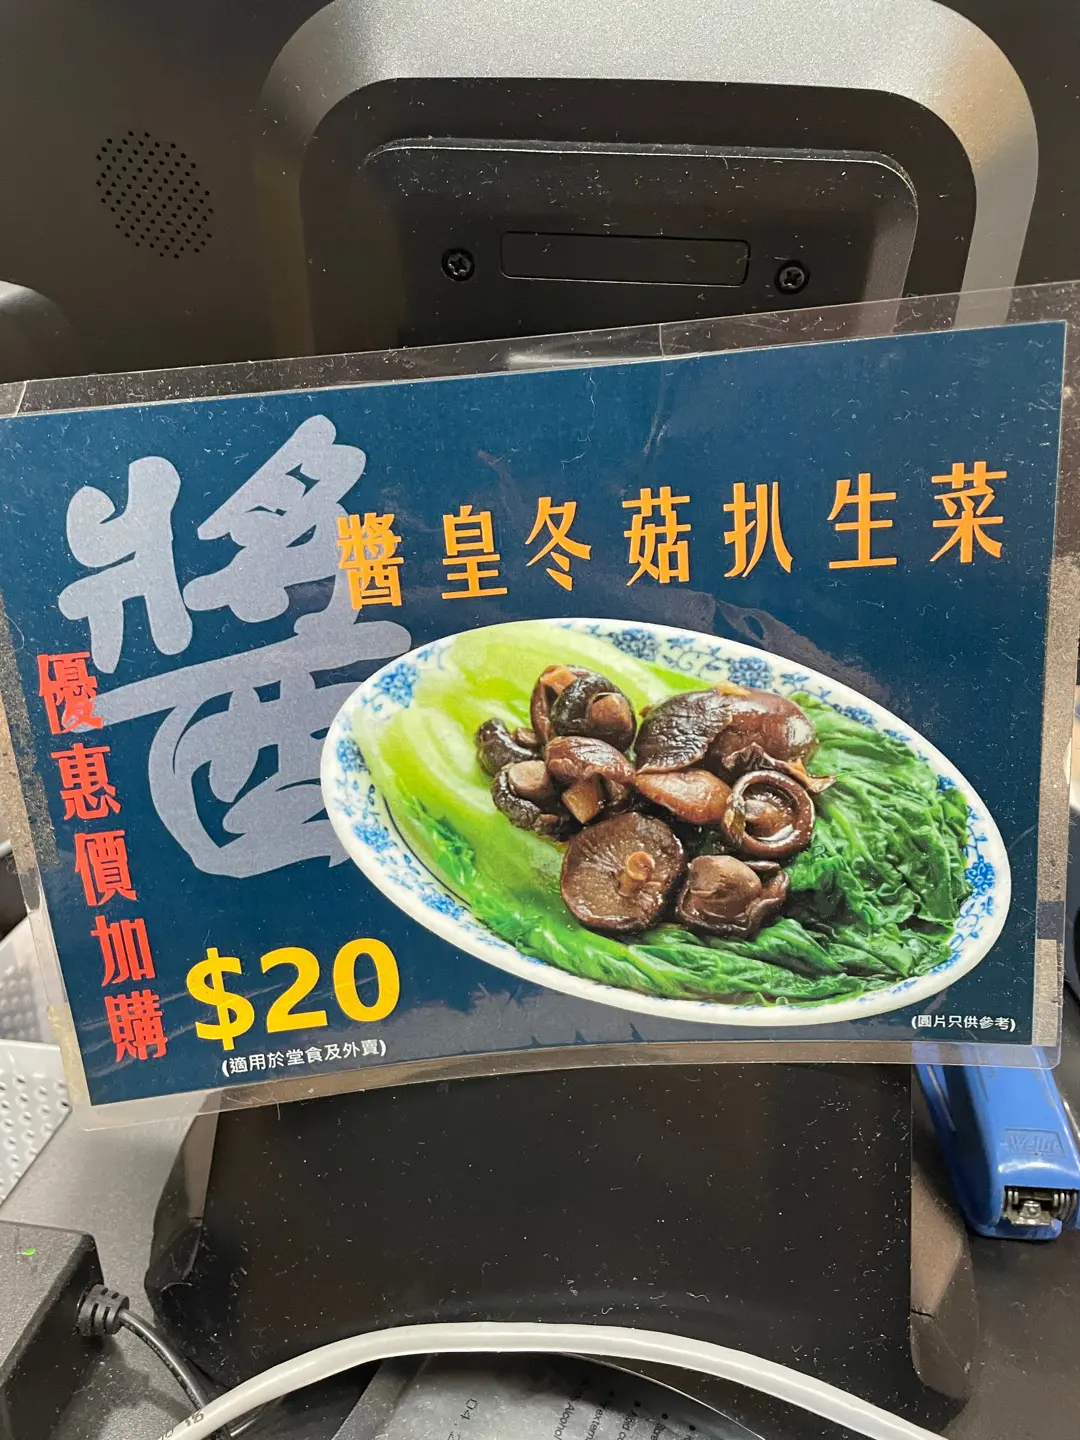 醬
醬皇冬菇扒生菜
優惠價加購
$20
(適用於堂食及外賣)
(圖片只供參考)